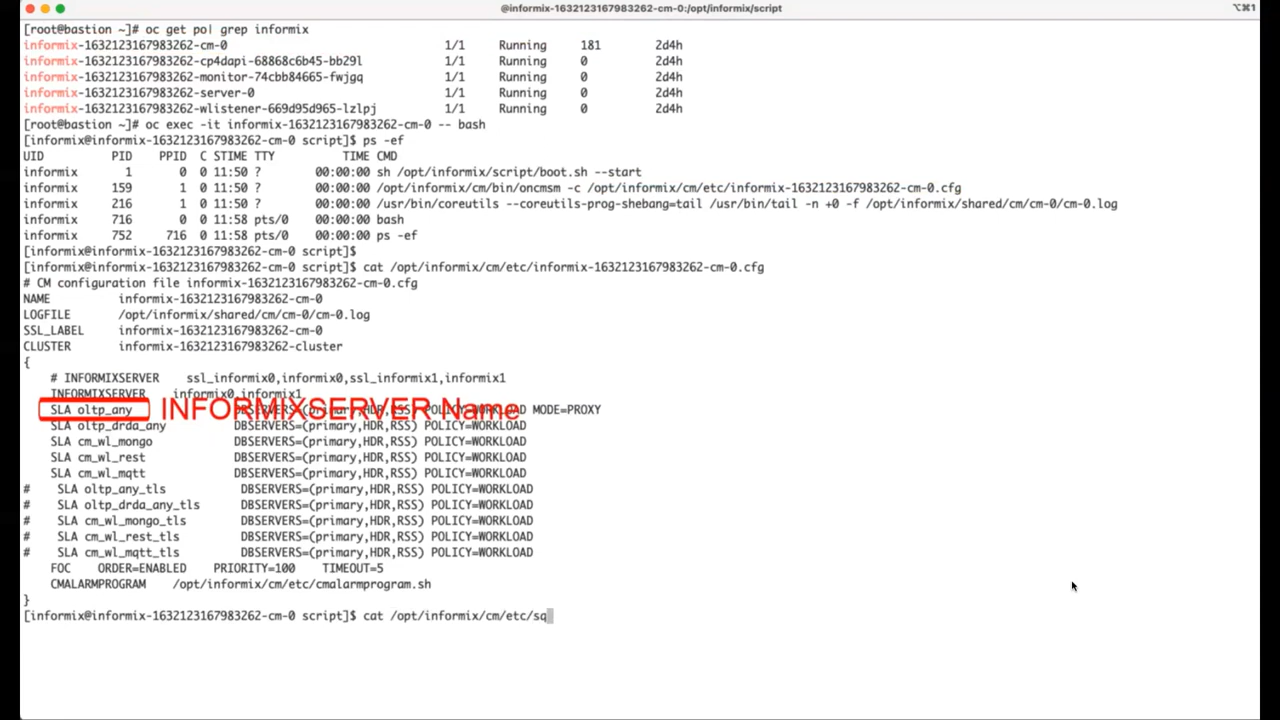 @informix-1632123167983262-cm-0:/opt/informix/script
⌥⌘1
[root@bastion ~]# oc get po| grep informix
informix-1632123167983262-cm-0 1/1 Running 181 2d4h
informix-1632123167983262-cp4dapi-68868c6b45-bb29l 1/1 Running 0 2d4h
informix-1632123167983262-monitor-74cbb84665-fwjgq 1/1 Running 0 2d4h
informix-1632123167983262-server-0 1/1 Running 0 2d4h
informix-1632123167983262-wlistener-669d95d965-lzlpj 1/1 Running 0 2d4h
[root@bastion ~]# oc exec -it informix-1632123167983262-cm-0 -- bash
[informix@informix-1632123167983262-cm-0 script]$ ps -ef
UID PID PPID C STIME TTY TIME CMD
informix 1 0 0 11:50 ? 00:00:00 sh /opt/informix/script/boot.sh --start
informix 159 1 0 11:50 ? 00:00:00 /opt/informix/cm/bin/oncmsm -c /opt/informix/cm/etc/informix-1632123167983262-cm-0.cfg
informix 216 1 0 11:50 ? 00:00:00 /usr/bin/coreutils --coreutils-prog-shebang=tail /usr/bin/tail -n +0 -f /opt/informix/shared/cm/cm-0/cm-0.log
informix 716 0 0 11:58 pts/0 00:00:00 bash
informix 752 716 0 11:58 pts/0 00:00:00 ps -ef
[informix@informix-1632123167983262-cm-0 script]$
[informix@informix-1632123167983262-cm-0 script]$ cat /opt/informix/cm/etc/informix-1632123167983262-cm-0.cfg
# CM configuration file informix-1632123167983262-cm-0.cfg
NAME informix-1632123167983262-cm-0
LOGFILE /opt/informix/shared/cm/cm-0/cm-0.log
SSL_LABEL informix-1632123167983262-cm-0
CLUSTER informix-1632123167983262-cluster
{
# INFORMIXSERVER ssl_informix0,informix0,ssl_informix1,informix1
INFORMIXSERVER informix0,informix1
SLA oltp_any DBSERVERS=(primary,HDR,RSS) POLICY=WORKLOAD MODE=PROXY
INFORMIXSERVER Name
SLA oltp_drda_any DBSERVERS=(primary,HDR,RSS) POLICY=WORKLOAD
SLA cm_wl_mongo DBSERVERS=(primary,HDR,RSS) POLICY=WORKLOAD
SLA cm_wl_rest DBSERVERS=(primary,HDR,RSS) POLICY=WORKLOAD
SLA cm_wl_mqtt DBSERVERS=(primary,HDR,RSS) POLICY=WORKLOAD
# SLA oltp_any_tls DBSERVERS=(primary,HDR,RSS) POLICY=WORKLOAD
# SLA oltp_drda_any_tls DBSERVERS=(primary,HDR,RSS) POLICY=WORKLOAD
# SLA cm_wl_mongo_tls DBSERVERS=(primary,HDR,RSS) POLICY=WORKLOAD
# SLA cm_wl_rest_tls DBSERVERS=(primary,HDR,RSS) POLICY=WORKLOAD
# SLA cm_wl_mqtt_tls DBSERVERS=(primary,HDR,RSS) POLICY=WORKLOAD
FOC ORDER=ENABLED PRIORITY=100 TIMEOUT=5
CMALARMPROGRAM /opt/informix/cm/etc/cmalarmprogram.sh
}
[informix@informix-1632123167983262-cm-0 script]$ cat /opt/informix/cm/etc/sq